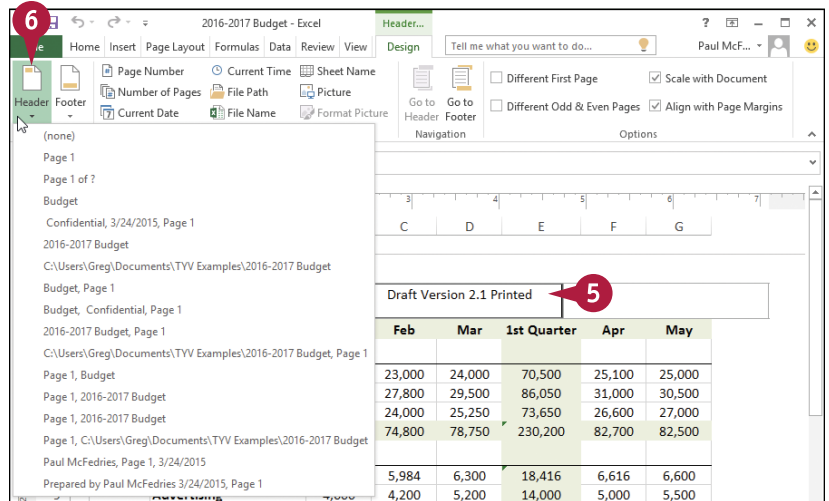 6
2016-2017 Budget - Excel
Header...
?
File Home Insert Page Layout Formulas Data Review View Design Tell me what you want to do... Paul McF...
Header
Footer
Page Number
Number of Pages
Current Date
Current Time
File Path
File Name
Sheet Name
Picture
Format Picture
Go to Header
Go to Footer
Navigation
Different First Page
Different Odd & Even Pages
Scale with Document
Align with Page Margins
Options
(none)
Page 1
Page 1 of ?
Budget
Confidential, 3/24/2015, Page 1
2016-2017 Budget
C:\Users\Greg\Documents\TYV Examples\2016-2017 Budget
Budget, Page 1
Budget, Confidential, Page 1
2016-2017 Budget, Page 1
C:\Users\Greg\Documents\TYV Examples\2016-2017 Budget, Page 1
Page 1, Budget
Page 1, 2016-2017 Budget
Page 1, 2016-2017 Budget
Page 1, C:\Users\Greg\Documents\TYV Examples\2016-2017 Budget
Paul McFedries, Page 1, 3/24/2015
Prepared by Paul McFedries 3/24/2015, Page 1
3 4 5 6 7
C D E F G
Draft Version 2.1 Printed
5
Feb Mar 1st Quarter Apr May
23,000 24,000 70,500 25,100 25,000
27,800 29,500 86,050 31,000 30,500
24,000 25,250 73,650 26,600 27,000
74,800 78,750 230,200 82,700 82,500
5,984 6,300 18,416 6,616 6,600
Advertising 4,200 5,200 14,000 5,000 5,500